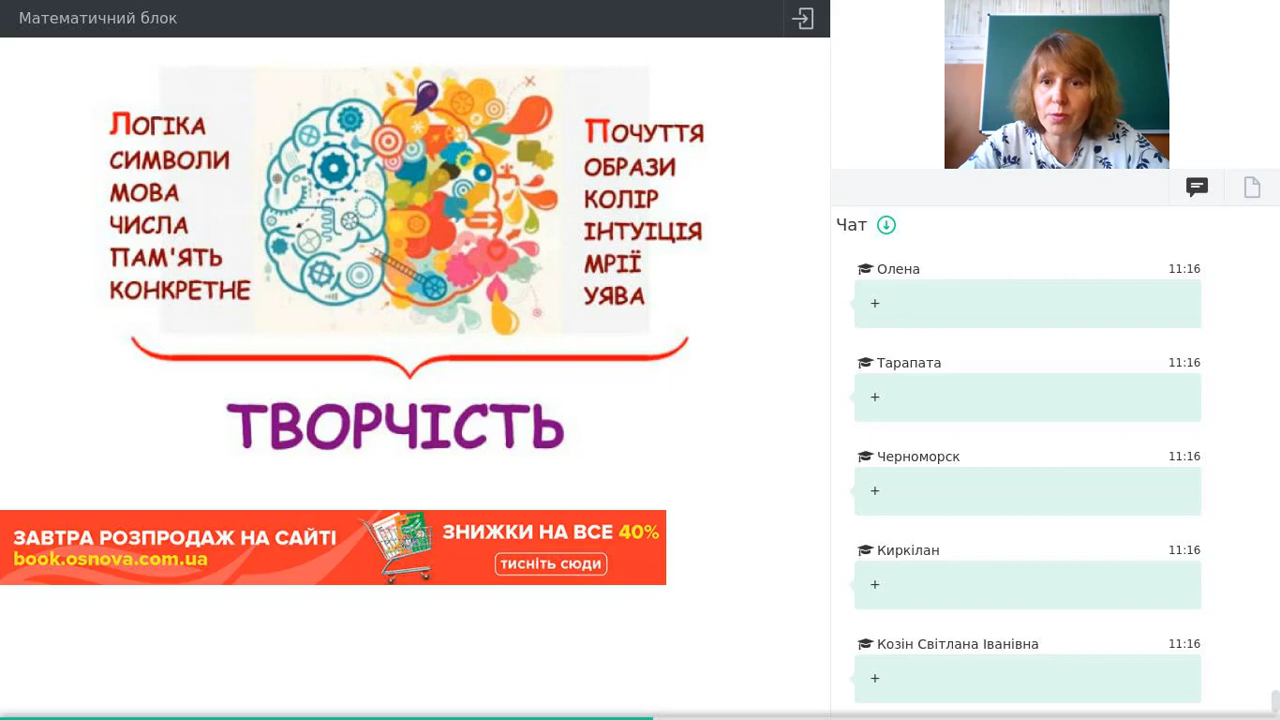 Математичний блок
ЛОГІКА
СИМВОЛИ
МОВА
ЧИСЛА
ПАМ'ЯТЬ
КОНКРЕТНЕ
ПОЧУТТЯ
ОБРАЗИ
КОЛІР
ІНТУІЦІЯ
МРІЇ
УЯВА
ТВОРЧІСТЬ
ЗАВТРА РОЗПРОДАЖ НА САЙТІ
book.osnova.com.ua
ЗНИЖКИ НА ВСЕ 40%
тисніть сюди
Чат
Олена 11:16
+
Тарапата 11:16
+
Черноморск 11:16
+
Киркілан 11:16
+
Козін Світлана Іванівна 11:16
+